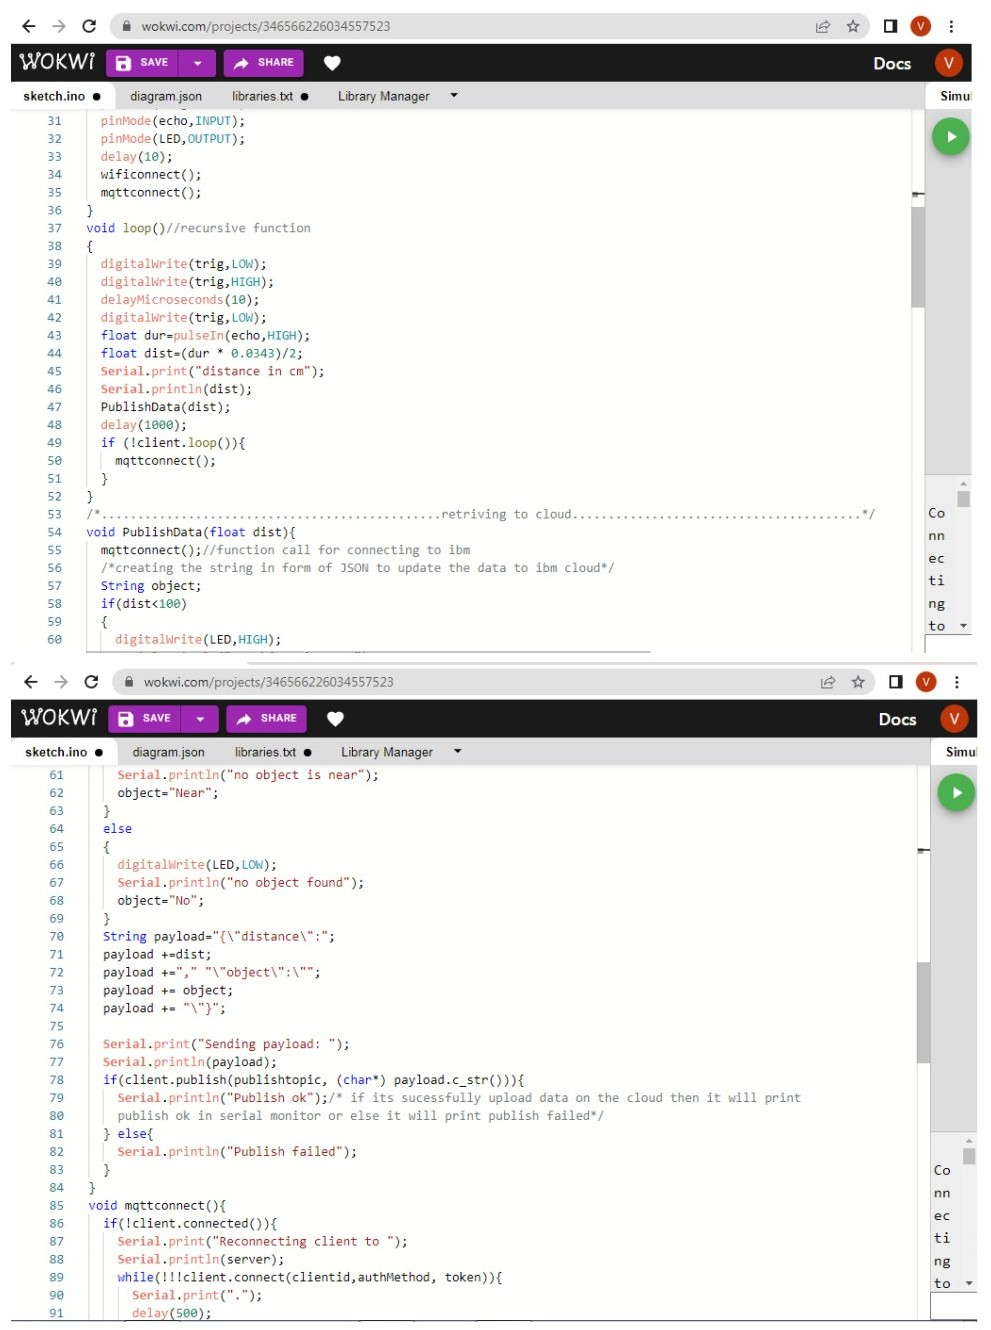 wokwi.com/projects/346566226034557523
V
WOKWI SAVE SHARE Docs V
sketch.ino ● diagram.json libraries.txt ● Library Manager Simul
31 pinMode(echo,INPUT);
32 pinMode(LED,OUTPUT);
33 delay(10);
34 wificonnect();
35 mqttconnect();
36 }
37 void loop()//recursive function
38 {
39 digitalWrite(trig,LOW);
40 digitalWrite(trig,HIGH);
41 delayMicroseconds(10);
42 digitalWrite(trig,LOW);
43 float dur=pulseIn(echo,HIGH);
44 float dist=(dur * 0.0343)/2;
45 Serial.print("distance in cm");
46 Serial.println(dist);
47 PublishData(dist);
48 delay(1000);
49 if (!client.loop()){
50 mqttconnect();
51 }
52 }
53 /*...............................................retriving to cloud........................................*/
54 void PublishData(float dist){
55 mqttconnect();//function call for connecting to ibm
56 /*creating the string in form of JSON to update the data to ibm cloud*/
57 String object;
58 if(dist<100)
59 {
60 digitalWrite(LED,HIGH);
Co
nn
ec
ti
ng
to
wokwi.com/projects/346566226034557523
V
WOKWI SAVE SHARE Docs V
sketch.ino ● diagram.json libraries.txt ● Library Manager Simul
61 Serial.println("no object is near");
62 object="Near";
63 }
64 else
65 {
66 digitalWrite(LED,LOW);
67 Serial.println("no object found");
68 object="No";
69 }
70 String payload="{\"distance\":";
71 payload +=dist;
72 payload +="," "\"object\":\"";
73 payload += object;
74 payload += "\"}";
75
76 Serial.print("Sending payload: ");
77 Serial.println(payload);
78 if(client.publish(publishtopic, (char*) payload.c_str())){
79 Serial.println("Publish ok");/* if its sucessfully upload data on the cloud then it will print
80 publish ok in serial monitor or else it will print publish failed*/
81 } else{
82 Serial.println("Publish failed");
83 }
84 }
85 void mqttconnect(){
86 if(!client.connected()){
87 Serial.print("Reconnecting client to ");
88 Serial.println(server);
89 while(!!!client.connect(clientid,authMethod, token)){
90 Serial.print(".");
91 delay(500);
Co
nn
ec
ti
ng
to